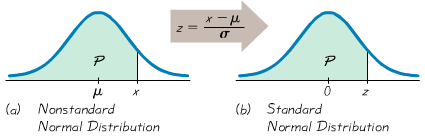 z = x − μ / σ
P
P
μ x
0 z
(a) Nonstandard
Normal Distribution
(b) Standard
Normal Distribution